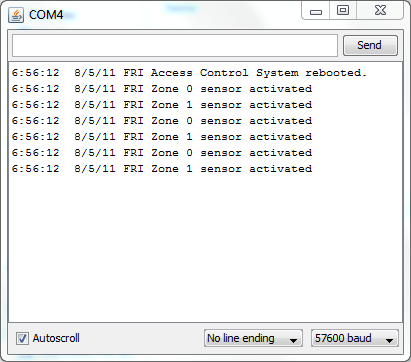 COM4
Send
6:56:12  8/5/11 FRI Access Control System rebooted.
6:56:12  8/5/11 FRI Zone 0 sensor activated
6:56:12  8/5/11 FRI Zone 1 sensor activated
6:56:12  8/5/11 FRI Zone 0 sensor activated
6:56:12  8/5/11 FRI Zone 1 sensor activated
6:56:12  8/5/11 FRI Zone 0 sensor activated
6:56:12  8/5/11 FRI Zone 1 sensor activated
Autoscroll No line ending 57600 baud